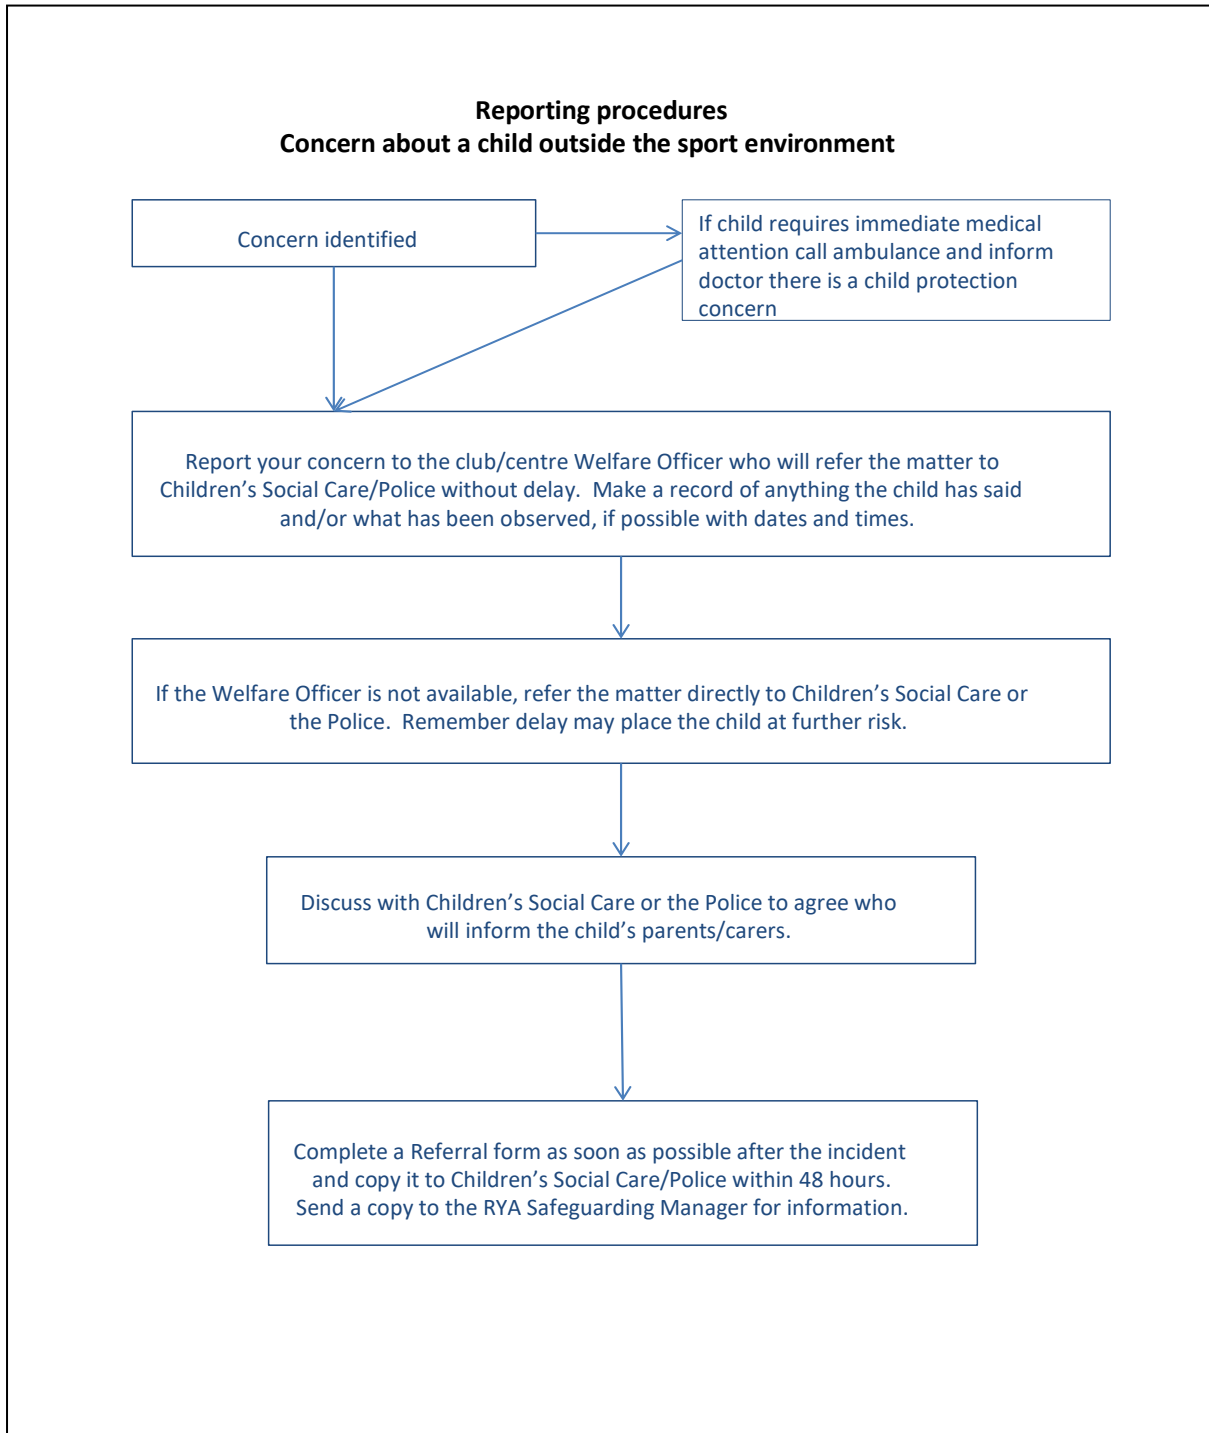 Reporting procedures
Concern about a child outside the sport environment
Concern identified
If child requires immediate medical
attention call ambulance and inform
doctor there is a child protection
concern
Report your concern to the club/centre Welfare Officer who will refer the matter to
Children’s Social Care/Police without delay.  Make a record of anything the child has said
and/or what has been observed, if possible with dates and times.
If the Welfare Officer is not available, refer the matter directly to Children’s Social Care or
the Police.  Remember delay may place the child at further risk.
Discuss with Children’s Social Care or the Police to agree who
will inform the child’s parents/carers.
Complete a Referral form as soon as possible after the incident
and copy it to Children’s Social Care/Police within 48 hours.
Send a copy to the RYA Safeguarding Manager for information.